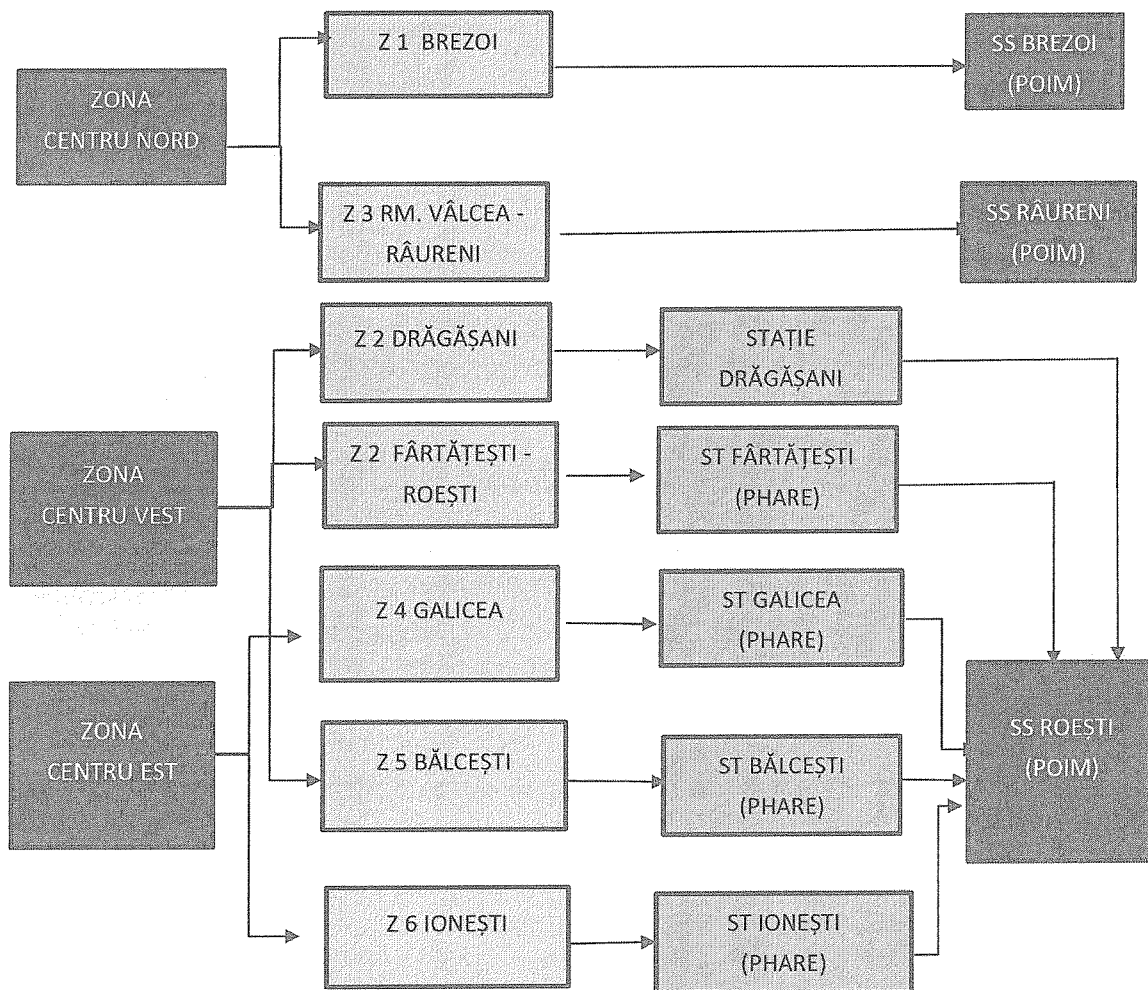 ZONA
CENTRU NORD
Z 1 BREZOI
SS BREZOI
(POIM)
Z 3 RM. VÂLCEA -
RÂURENI
SS RÂURENI
(POIM)
ZONA
CENTRU VEST
Z 2 DRĂGĂȘANI
STAȚIE
DRĂGĂȘANI
Z 2 FÂRTĂȚEȘTI -
ROEȘTI
ST FÂRTĂȚEȘTI
(PHARE)
ZONA
CENTRU EST
Z 4 GALICEA
ST GALICEA
(PHARE)
Z 5 BĂLCEȘTI
ST BĂLCEȘTI
(PHARE)
Z 6 IONEȘTI
ST IONEȘTI
(PHARE)
SS ROEȘTI
(POIM)